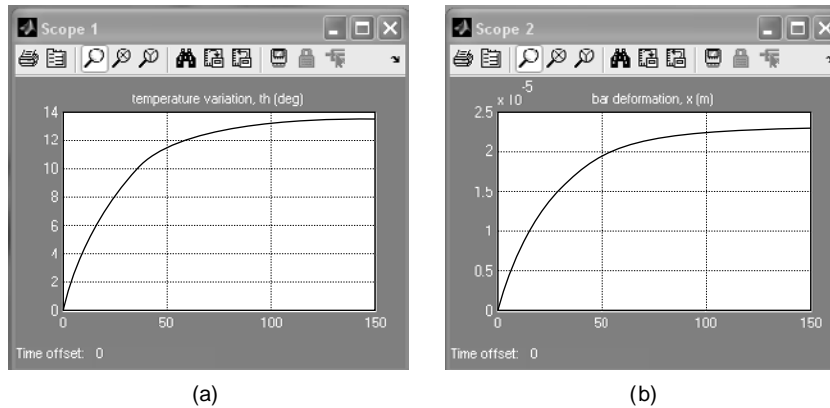 Scope 1
temperature variation, th (deg)
14
12
10
8
6
4
2
0
0
50
100
150
Time offset: 0
(a)
Scope 2
x 10
-5
bar deformation, x (m)
2.5
2
1.5
1
0.5
0
0
50
100
150
Time offset: 0
(b)